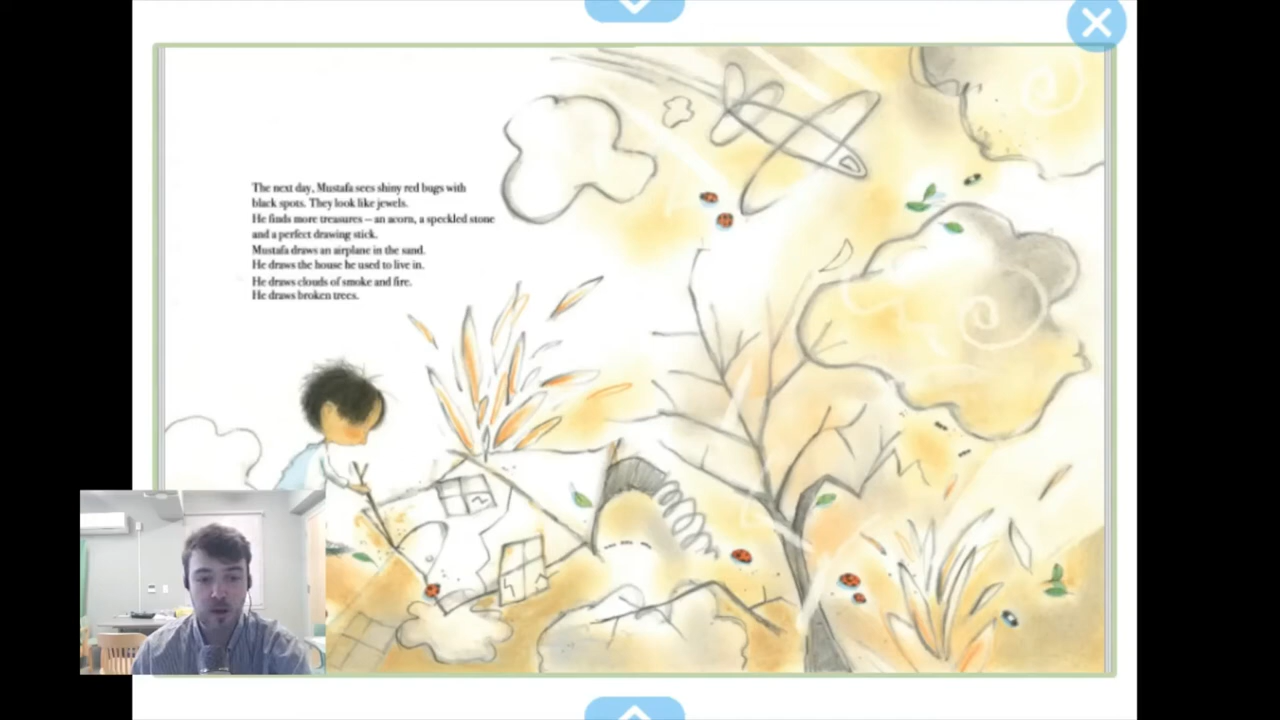 The next day, Mustafa sees shiny red bugs with
black spots. They look like jewels.
He finds more treasures – an acorn, a speckled stone
and a perfect drawing stick.
Mustafa draws an airplane in the sand.
He draws the house he used to live in.
He draws clouds of smoke and fire.
He draws broken trees.